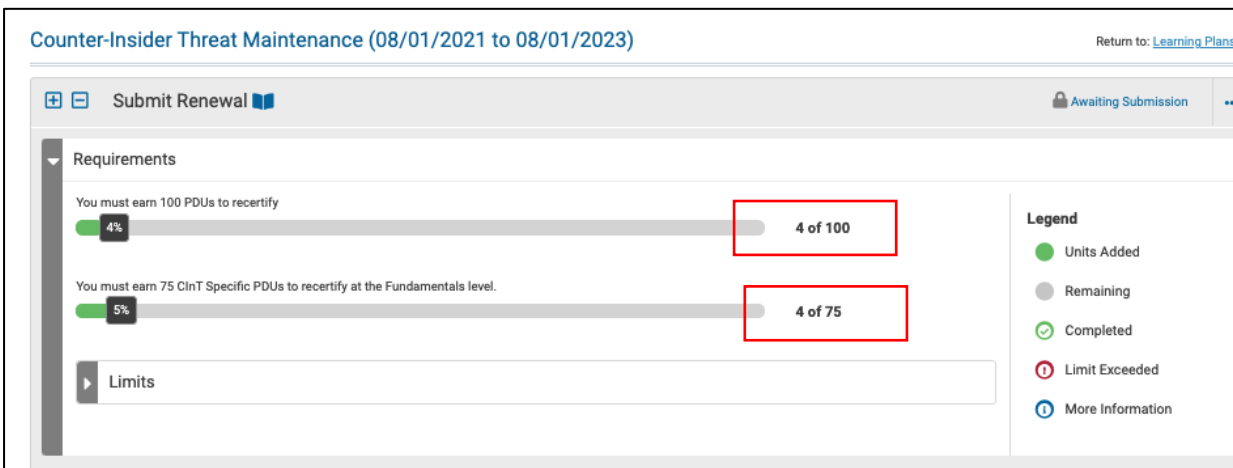 Counter-Insider Threat Maintenance (08/01/2021 to 08/01/2023)
Return to: Learning Plans
Submit Renewal
Awaiting Submission
Requirements
You must earn 100 PDUs to recertify
4%
4 of 100
You must earn 75 CInT Specific PDUs to recertify at the Fundamentals level.
5%
4 of 75
Limits
Legend
Units Added
Remaining
Completed
Limit Exceeded
More Information